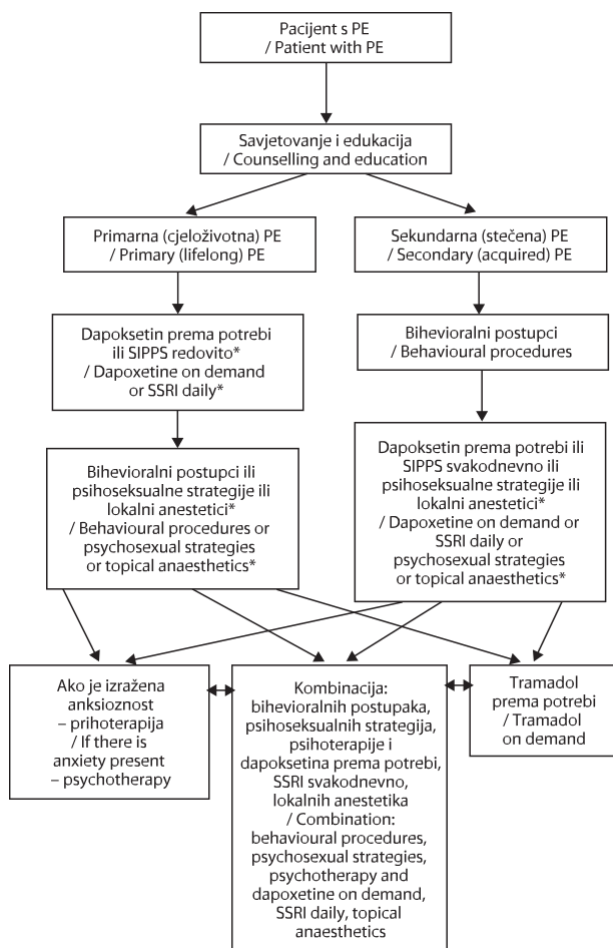 Pacijent s PE
/ Patient with PE
Savjetovanje i edukacija
/ Counselling and education
Primarna (cjeloživotna) PE
/ Primary (lifelong) PE
Sekundarna (stečena) PE
/ Secondary (acquired) PE
Dapoksetin prema potrebi
ili SIPPS redovito*
/ Dapoxetine on demand
or SSRI daily*
Bihevioralni postupci
/ Behavioural procedures
Bihevioralni postupci ili
psihoseksualne strategije ili
lokalni anestetici*
/ Behavioural procedures or
psychosexual strategies
or topical anaesthetics*
Dapoksetin prema potrebi ili
SIPPS svakodnevno ili
psihoseksualne strategije ili
lokalni anestetici*
/ Dapoxetine on demand or
SSRI daily or
psychosexual strategies
or topical anaesthetics*
Ako je izražena
anksioznost
– prihoterapija
/ If there is
anxiety present
– psychotherapy
Kombinacija:
bihevioralnih postupaka,
psihoseksualnih strategija,
psihoterapije i
dapoksetina prema potrebi,
SSRI svakodnevno,
lokalnih anestetika
/ Combination:
behavioural procedures,
psychosexual strategies,
psychotherapy and
dapoxetine on demand,
SSRI daily, topical
anaesthetics
Tramadol
prema potrebi
/ Tramadol
on demand